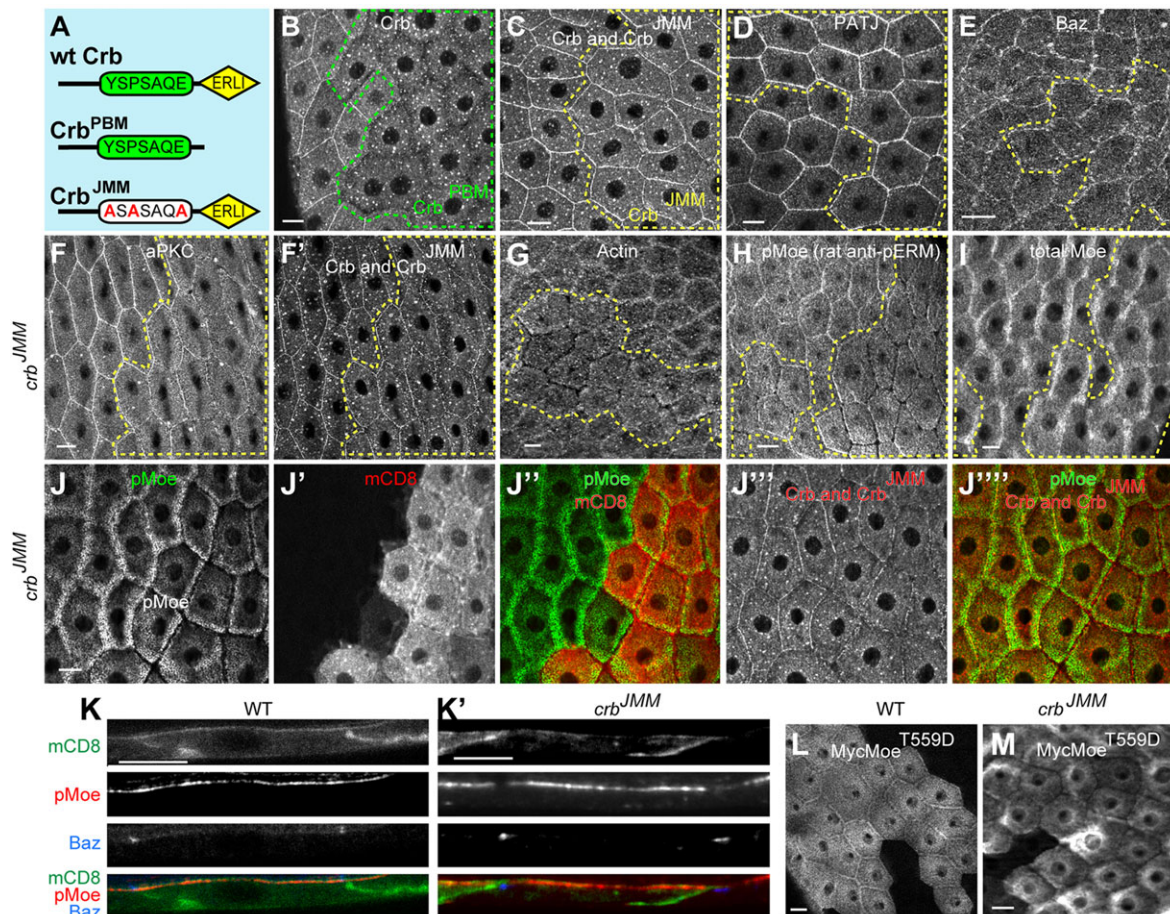 A
wt Crb
YSPSAQE
ERLI
Crb^PBM
YSPSAQE
Crb^JMM
ASASAQA
ERLI
B
Crb
Crb^PBM
C
Crb and Crb^JMM
Crb^JMM
D
PATJ
E
Baz
crb^JMM
F
aPKC
F'
Crb and Crb^JMM
G
Actin
H
pMoe (rat anti-pERM)
I
total Moe
crb^JMM
J
pMoe
pMoe
J'
mCD8
J''
pMoe
mCD8
J'''
Crb and Crb^JMM
J''''
pMoe
Crb and Crb^JMM
K
WT
mCD8
pMoe
Baz
mCD8
pMoe
Baz
K'
crb^JMM
WT
L
MycMoe^T559D
crb^JMM
M
MycMoe^T559D